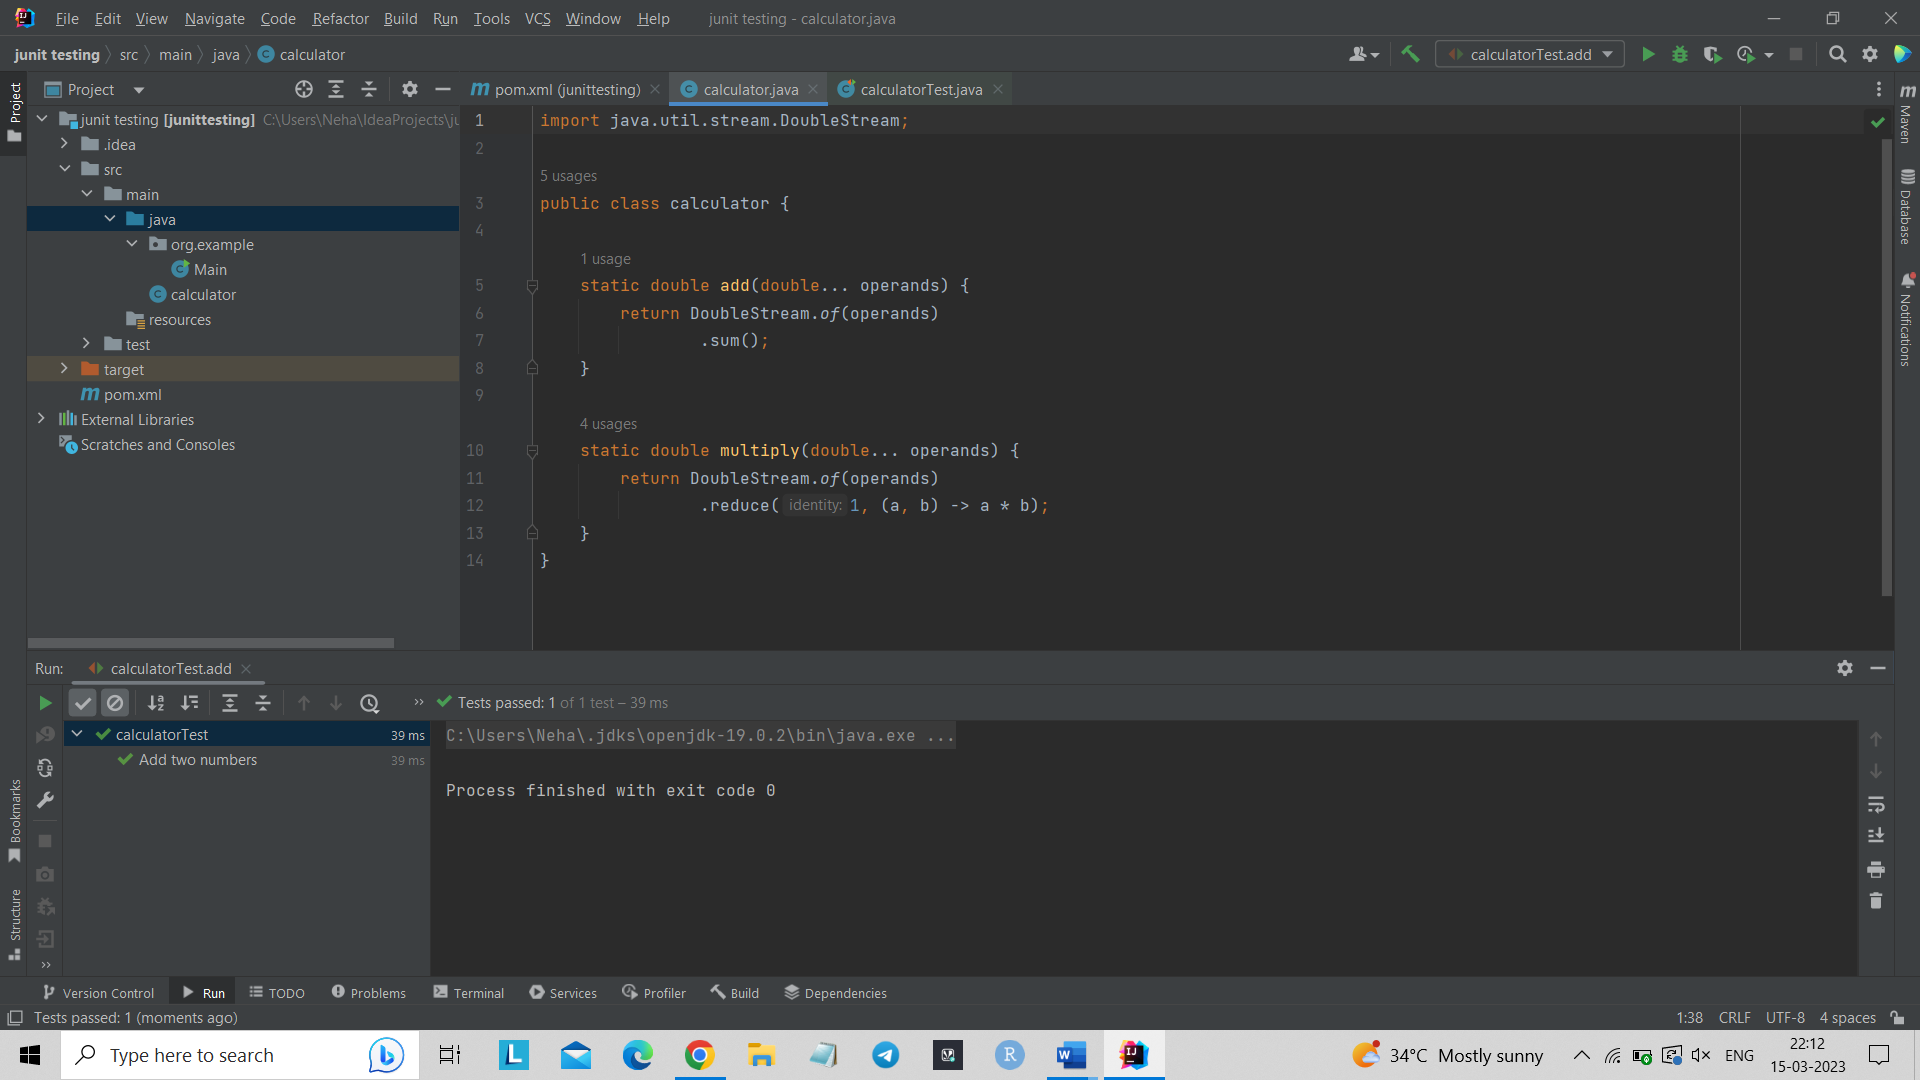 File Edit View Navigate Code Refactor Build Run Tools VCS Window Help junit testing - calculator.java
junit testing src main java calculator calculatorTest.add
Project
pom.xml (junittesting) calculator.java calculatorTest.java
Project
junit testing [junittesting] C:\Users\Neha\IdeaProjects\
.idea
src
main
java
org.example
Main
calculator
resources
test
target
pom.xml
External Libraries
Scratches and Consoles
1 import java.util.stream.DoubleStream;
2
5 usages
3 public class calculator {
4
1 usage
5 static double add(double... operands) {
6 return DoubleStream.of(operands)
7 .sum();
8 }
9
4 usages
10 static double multiply(double... operands) {
11 return DoubleStream.of(operands)
12 .reduce( identity: 1, (a, b) -> a * b);
13 }
14 }
Maven
Database
Notifications
Run: calculatorTest.add
Tests passed: 1 of 1 test – 39 ms
calculatorTest 39 ms
Add two numbers 39 ms
C:\Users\Neha\.jdks\openjdk-19.0.2\bin\java.exe ...
Process finished with exit code 0
Bookmarks
Structure
Version Control Run TODO Problems Terminal Services Profiler Build Dependencies
Tests passed: 1 (moments ago) 1:38 CRLF UTF-8 4 spaces
Type here to search 34°C Mostly sunny ENG 22:12
15-03-2023